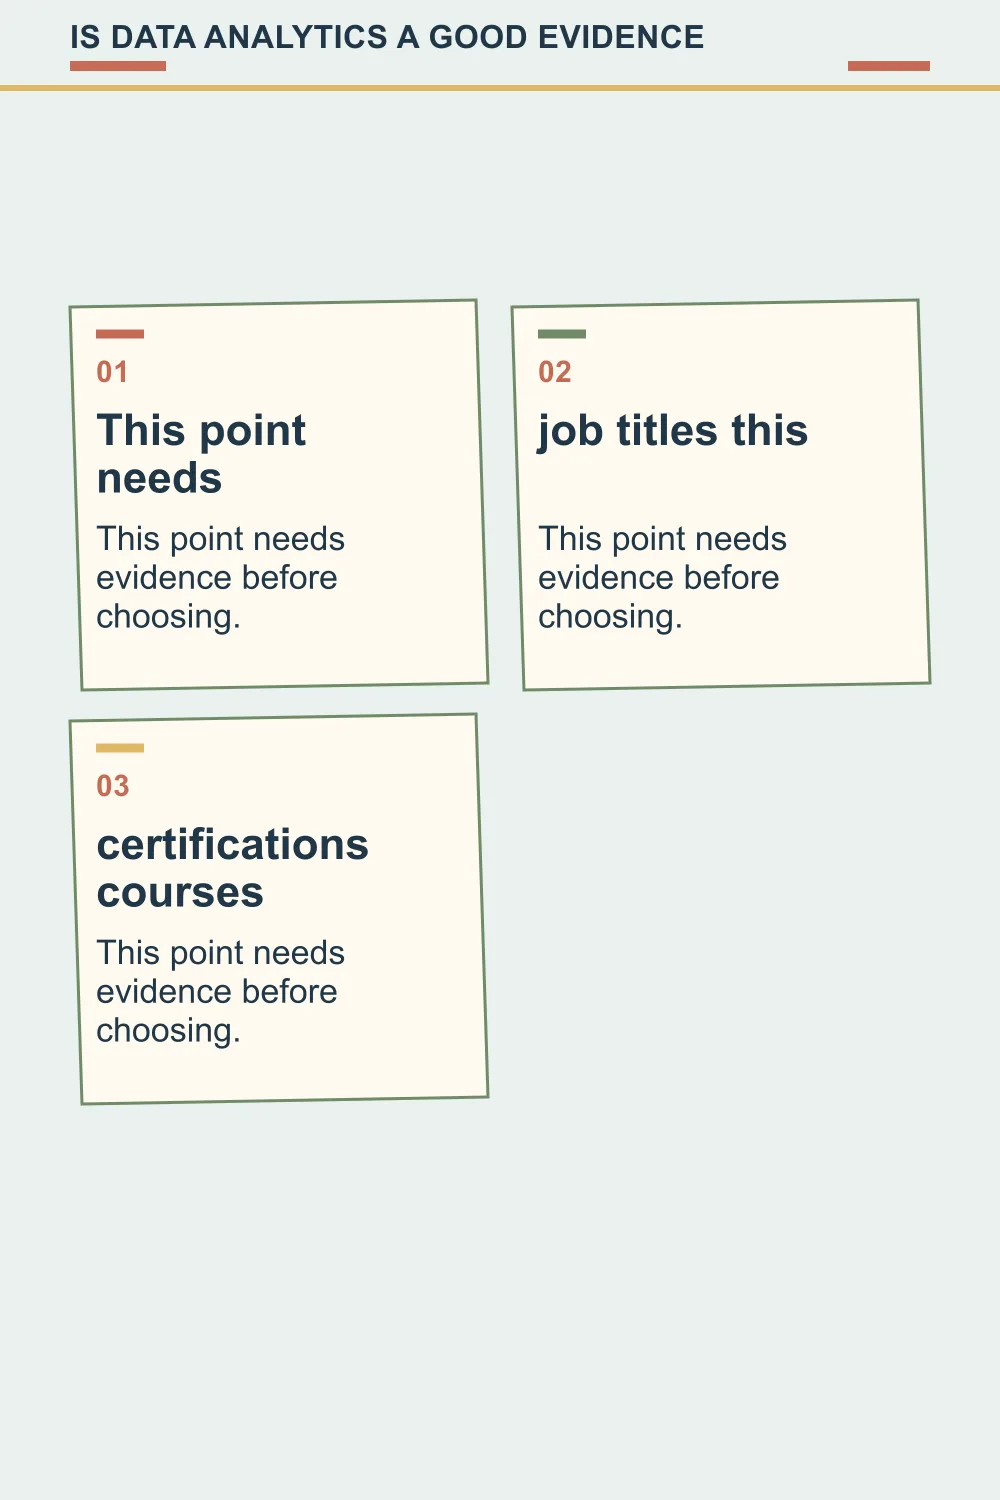 IS DATA ANALYTICS A GOOD EVIDENCE
01
This point
needs
This point needs
evidence before
choosing.
02
job titles this
This point needs
evidence before
choosing.
03
certifications
courses
This point needs
evidence before
choosing.